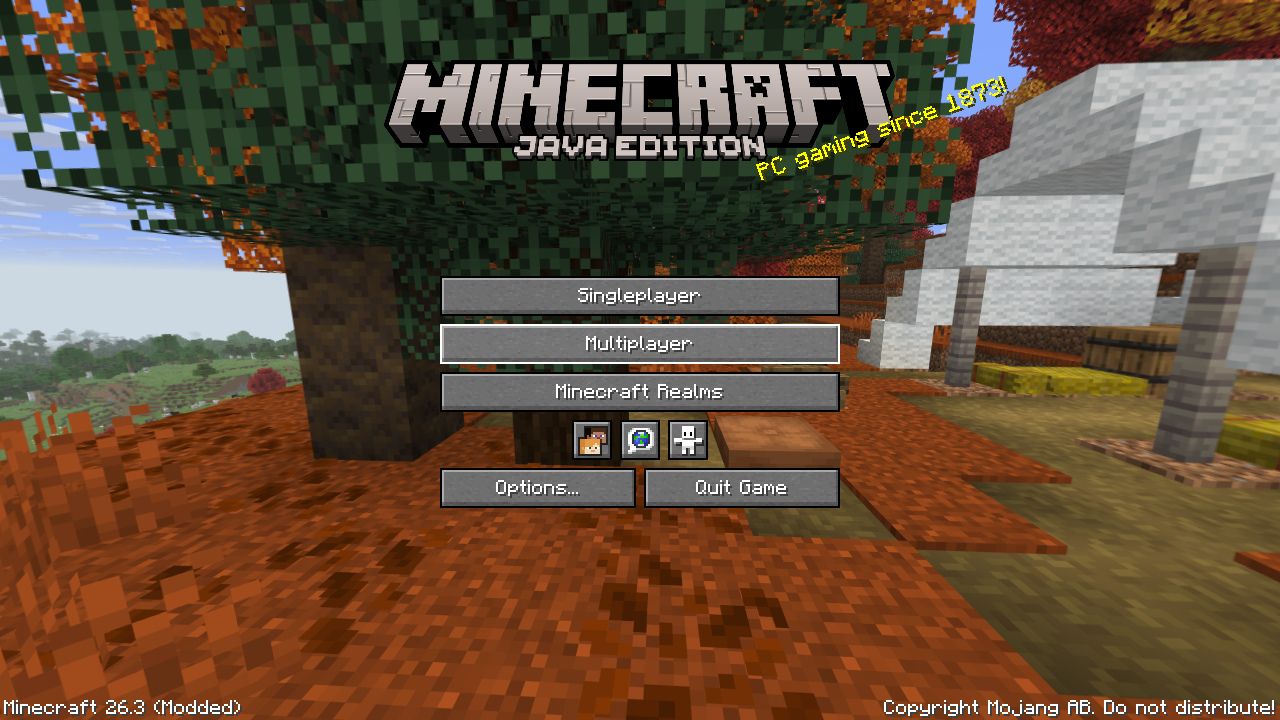 MINECRAFT
JAVA EDITION
PC gaming since 1873!
Singleplayer
Multiplayer
Minecraft Realms
Options...
Quit Game
Minecraft 26.3 (Modded)
Copyright Mojang AB. Do not distribute!